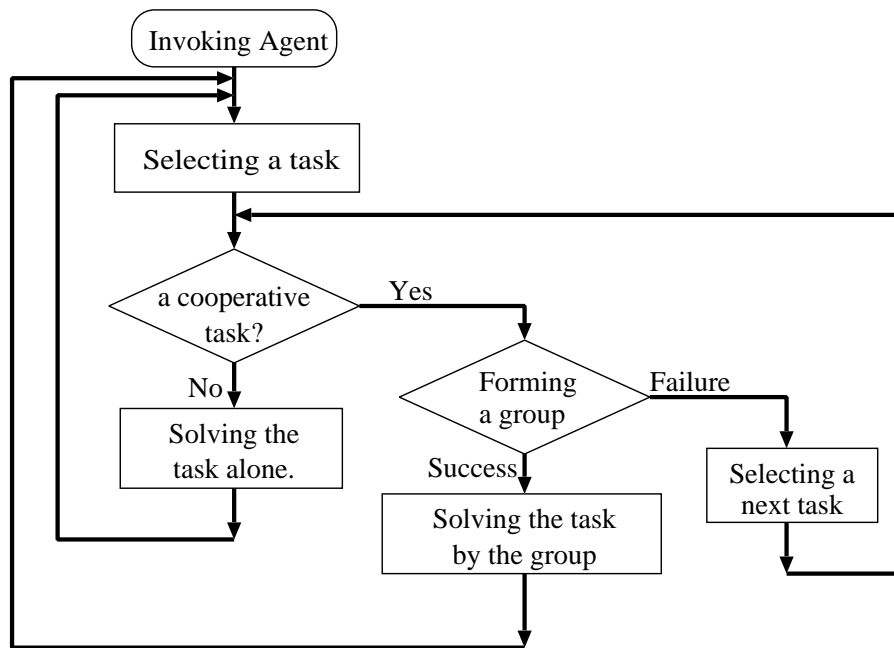 Invoking Agent
Selecting a task
a cooperative
task?
Yes
No
Solving the
task alone.
Forming
a group
Failure
Success
Solving the task
by the group
Selecting a
next task